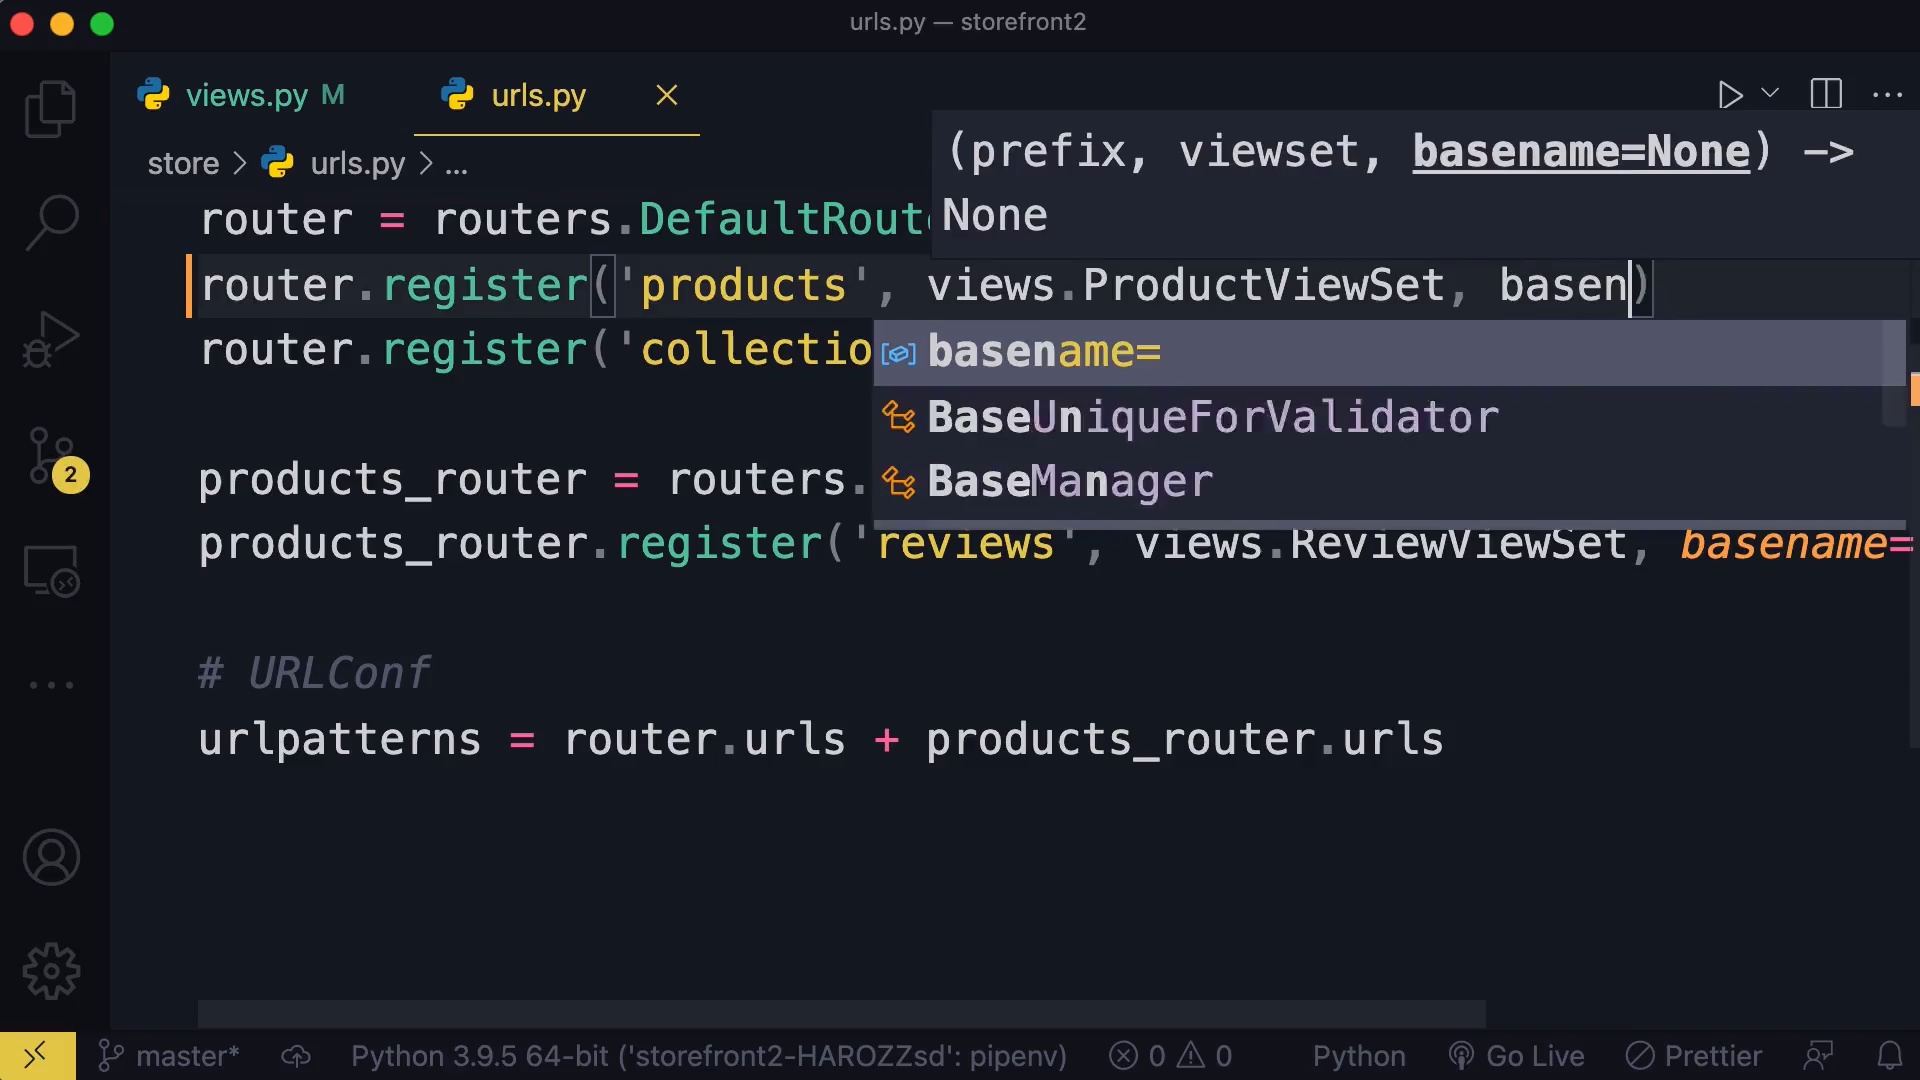 urls.py — storefront2
views.py M
urls.py
store > urls.py > ...
(prefix, viewset, basename=None) ->
None
router = routers.DefaultRout
router.register('products', views.ProductViewSet, basen)
router.register('collectio
basename=
BaseUniqueForValidator
BaseManager
products_router = routers.
products_router.register('reviews', views.ReviewViewSet, basename=
# URLConf
urlpatterns = router.urls + products_router.urls
2
master* Python 3.9.5 64-bit ('storefront2-HAROZZsd': pipenv) 0 0 Python Go Live Prettier